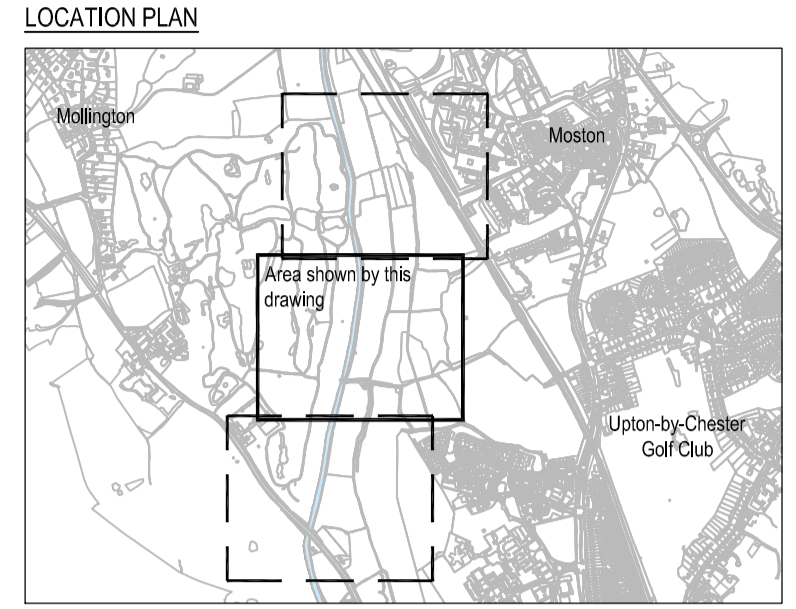 LOCATION PLAN
Mollington
Moston
Area shown by this
drawing
Upton-by-Chester
Golf Club